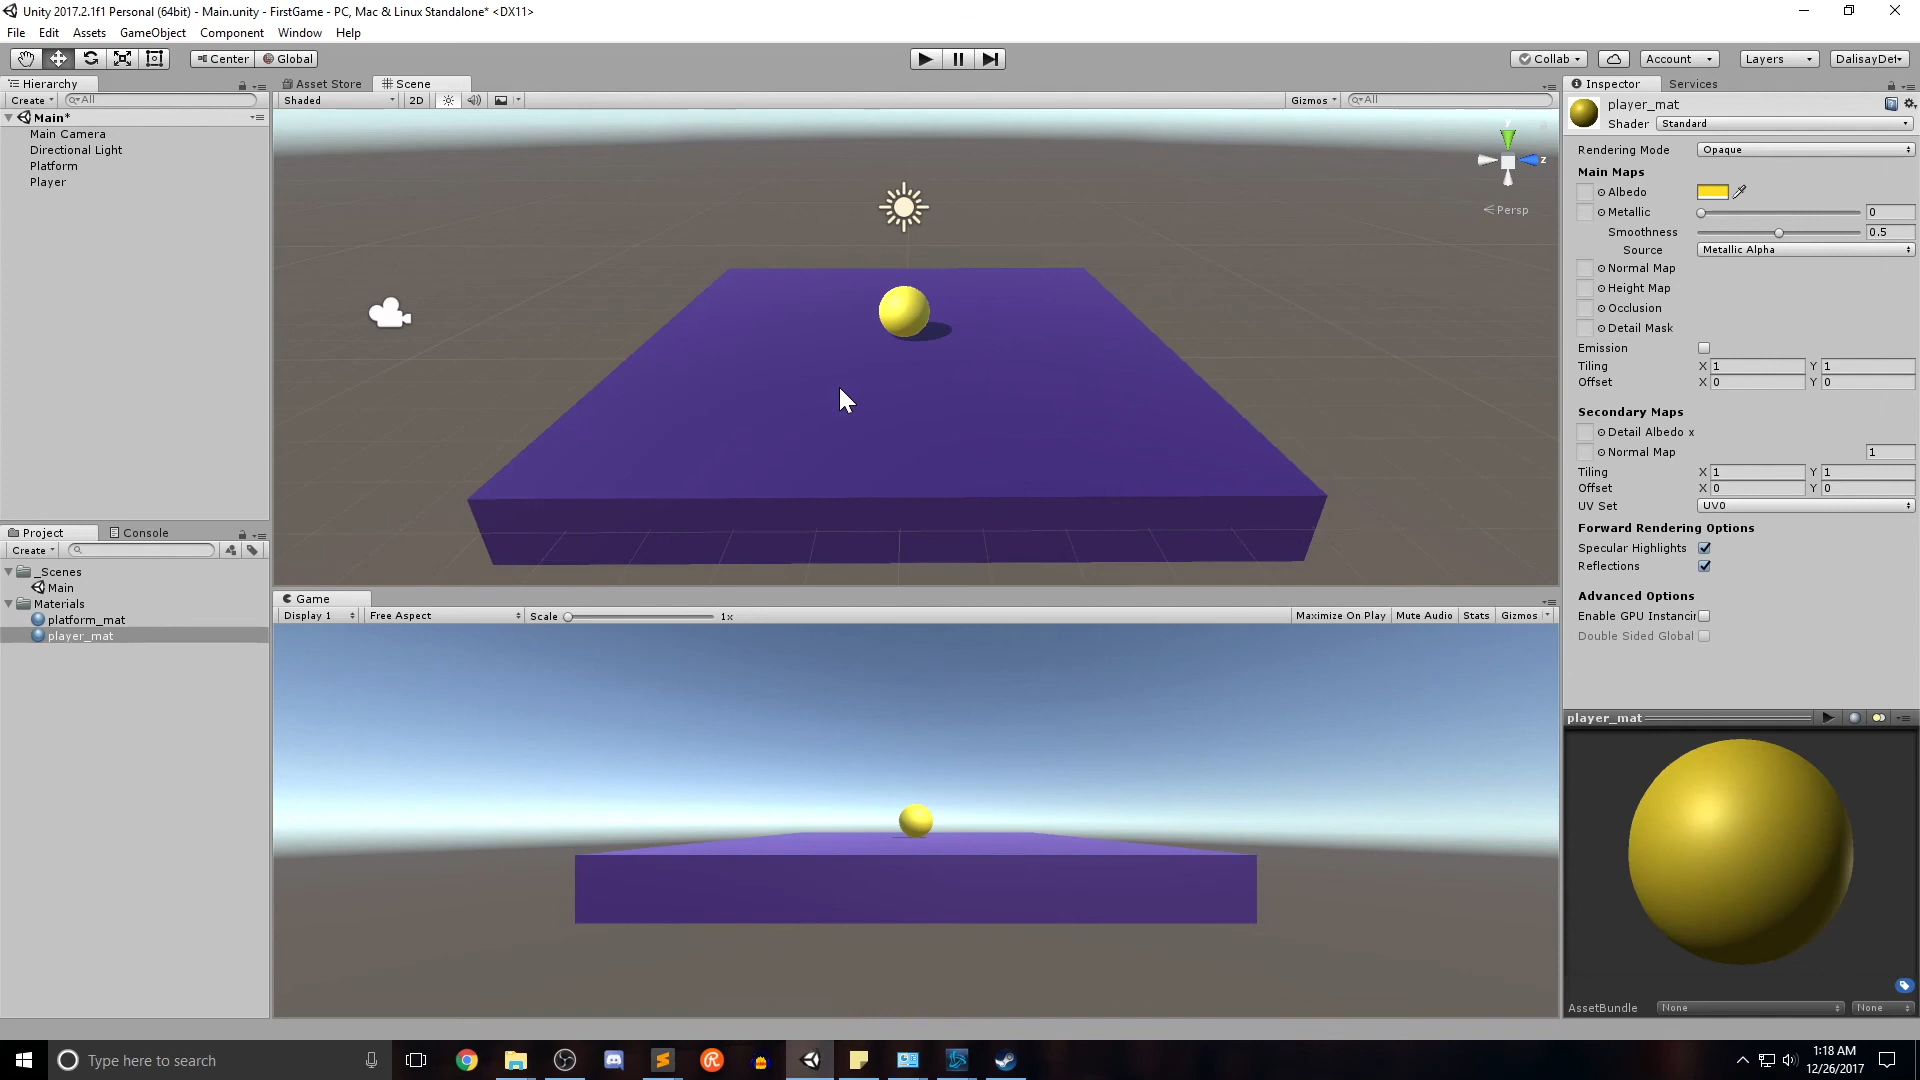 Unity 2017.2.1f1 Personal (64bit) - Main.unity - FirstGame - PC, Mac & Linux Standalone* <DX11>
File Edit Assets GameObject Component Window Help
Center Global Collab Account Layers DalisayDef
Hierarchy
Create All
Main*
Main Camera
Directional Light
Platform
Player
Asset Store Scene
Shaded 2D Gizmos All
y
z
Persp
Project Console
Create
_Scenes
Main
Materials
platform_mat
player_mat
Game
Display 1 Free Aspect Scale 1x Maximize On Play Mute Audio Stats Gizmos
Inspector Services
player_mat
Shader Standard
Rendering Mode Opaque
Main Maps
Albedo
Metallic 0
Smoothness 0.5
Source Metallic Alpha
Normal Map
Height Map
Occlusion
Detail Mask
Emission
Tiling X 1 Y 1
Offset X 0 Y 0
Secondary Maps
Detail Albedo x
Normal Map 1
Tiling X 1 Y 1
Offset X 0 Y 0
UV Set UV0
Forward Rendering Options
Specular Highlights
Reflections
Advanced Options
Enable GPU Instancin
Double Sided Global
player_mat
AssetBundle None None
Type here to search
1:18 AM
12/26/2017